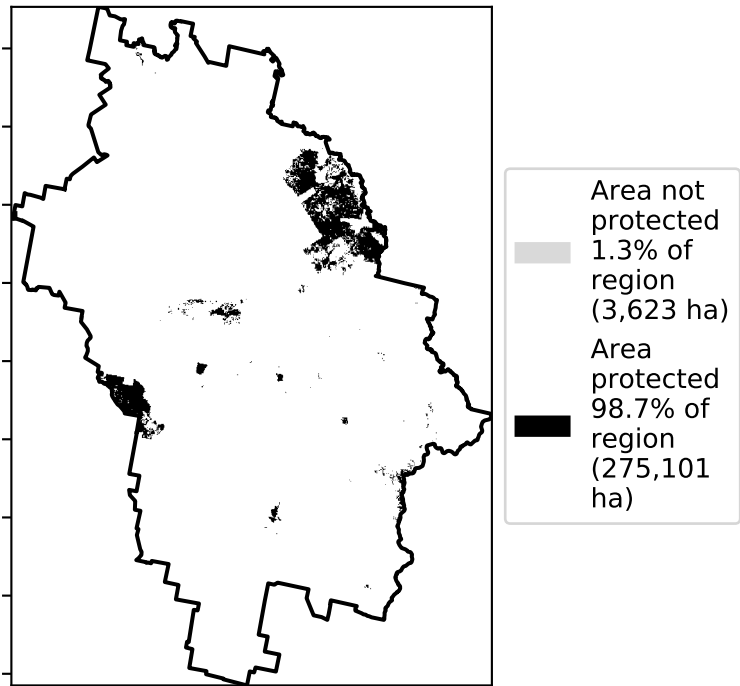 Area not
protected
1.3% of
region
(3,623 ha)
Area
protected
98.7% of
region
(275,101
ha)